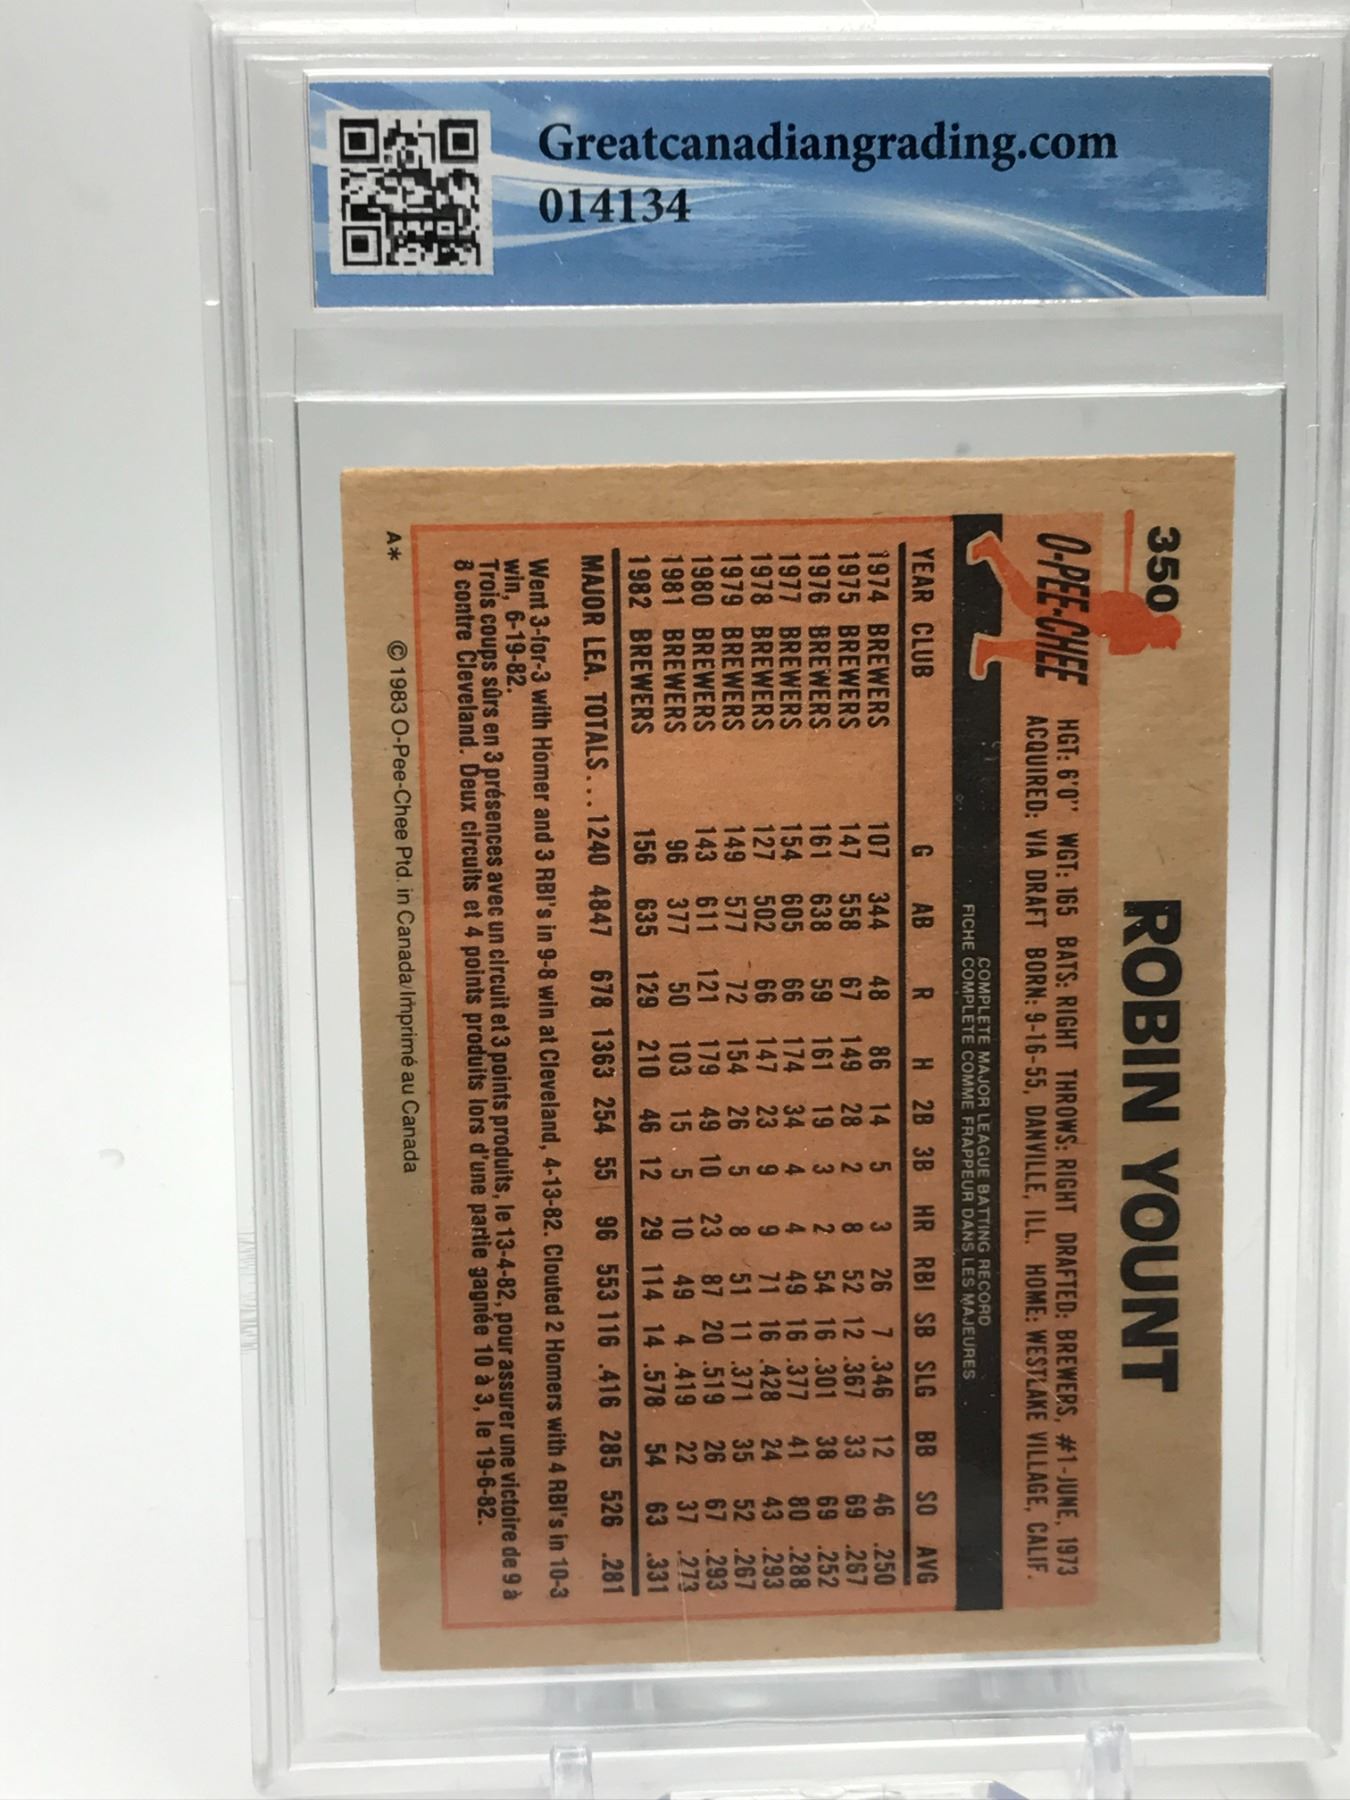 Greatcanadiangrading.com
014134
350
ROBIN YOUNT
O-PEE-CHEE
HGT: 6'0" WGT: 165 BATS: RIGHT THROWS: RIGHT DRAFTED: BREWERS, #1-JUNE, 1973
ACQUIRED: VIA DRAFT BORN: 9-16-55, DANVILLE, ILL. HOME: WESTLAKE VILLAGE, CALIF.
COMPLETE MAJOR LEAGUE BATTING RECORD
FICHE COMPLETE COMME FRAPPEUR DANS LES MAJEURES
YEAR CLUB G AB R H 2B 3B HR RBI SB SLG BB SO AVG
1974 BREWERS 107 344 48 86 14 5 3 26 7 .346 12 46 .250
1975 BREWERS 147 558 67 149 28 2 8 52 12 .367 33 69 .267
1976 BREWERS 161 638 59 161 19 3 2 54 16 .301 38 69 .252
1977 BREWERS 154 605 66 174 34 4 4 49 16 .377 41 80 .288
1978 BREWERS 127 502 66 147 23 9 9 71 16 .428 24 43 .293
1979 BREWERS 149 577 72 154 26 5 8 51 11 .371 35 52 .267
1980 BREWERS 143 611 121 179 49 10 23 87 20 .519 26 67 .293
1981 BREWERS 96 377 50 103 15 5 10 49 4 .419 22 37 .273
1982 BREWERS 156 635 129 210 46 12 29 114 14 .578 54 63 .331
MAJOR LEA. TOTALS... 1240 4847 678 1363 254 55 96 553 116 .416 285 526 .281
Went 3-for-3 with Homer and 3 RBI's in 9-8 win at Cleveland, 4-13-82. Clouted 2 Homers with 4 RBI's in 10-3
win, 6-19-82.
Trois coups sûrs en 3 présences avec un circuit et 3 points produits, le 13-4-82, pour assurer une victoire de 9 à
8 contre Cleveland. Deux circuits et 4 points produits lors d'une partie gagnée 10 à 3, le 19-6-82.
A* © 1983 O-Pee-Chee Ptd. in Canada/Imprimé au Canada